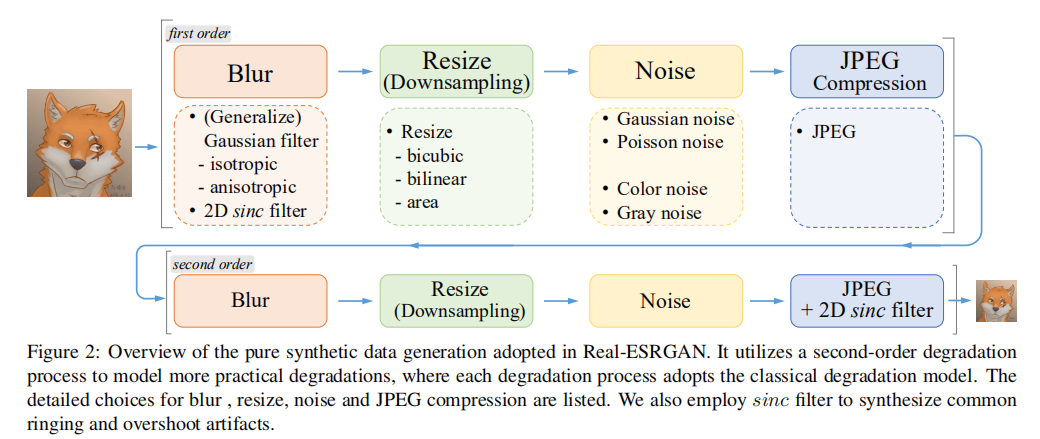 first order
Blur
Resize
(Downsampling)
Noise
JPEG
Compression
• (Generalize)
Gaussian filter
- isotropic
- anisotropic
• 2D sinc filter
• Resize
- bicubic
- bilinear
- area
• Gaussian noise
• Poisson noise
• Color noise
• Gray noise
• JPEG
second order
Blur
Resize
(Downsampling)
Noise
JPEG
+ 2D sinc filter
Figure 2: Overview of the pure synthetic data generation adopted in Real-ESRGAN. It utilizes a second-order degradation
process to model more practical degradations, where each degradation process adopts the classical degradation model. The
detailed choices for blur , resize, noise and JPEG compression are listed. We also employ sinc filter to synthesize common
ringing and overshoot artifacts.